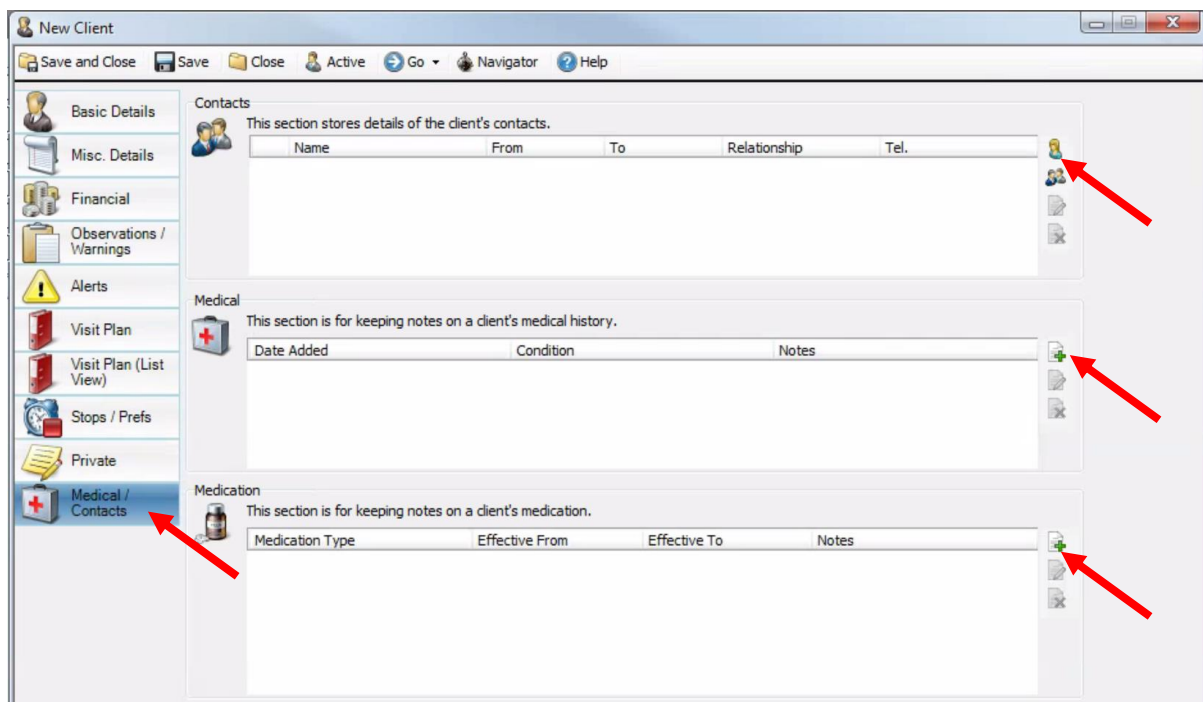 New Client
Save and Close Save Close Active Go Navigator Help
Basic Details
Misc. Details
Financial
Observations /
Warnings
Alerts
Visit Plan
Visit Plan (List
View)
Stops / Prefs
Private
Medical /
Contacts
Contacts
This section stores details of the client's contacts.
Name From To Relationship Tel.
Medical
This section is for keeping notes on a client's medical history.
Date Added Condition Notes
Medication
This section is for keeping notes on a client's medication.
Medication Type Effective From Effective To Notes